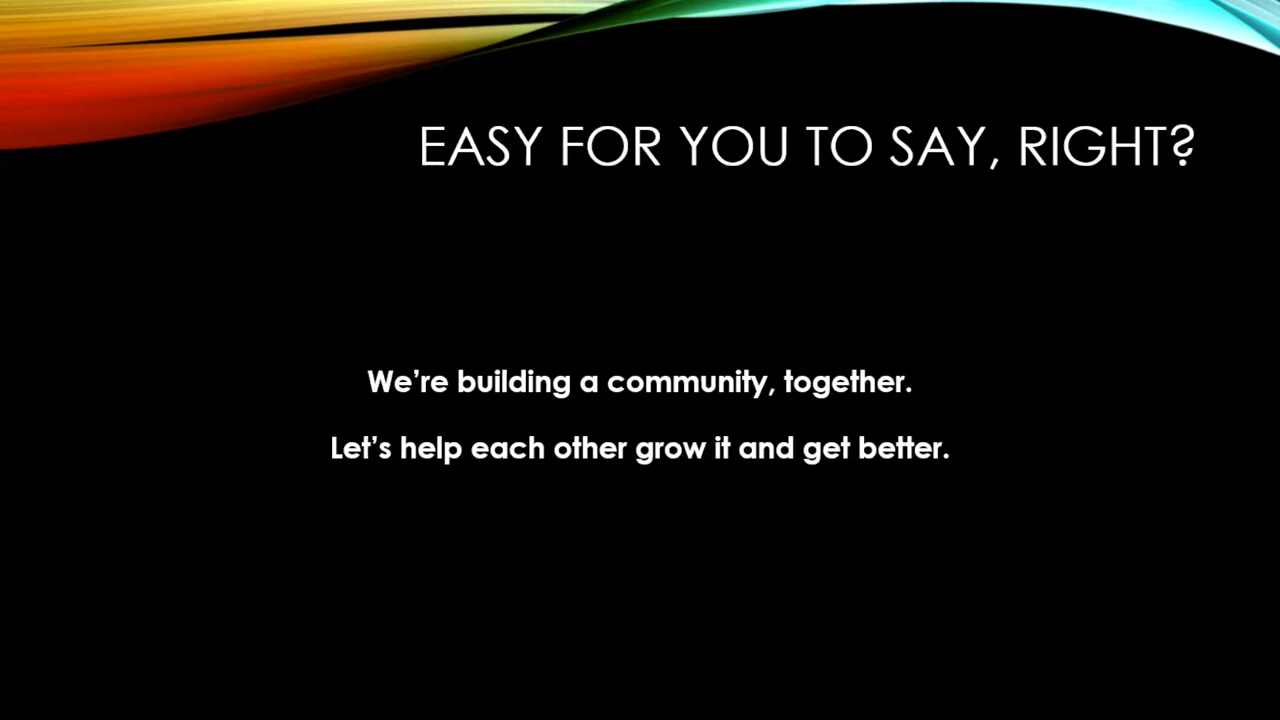 EASY FOR YOU TO SAY, RIGHT?
We’re building a community, together.
Let’s help each other grow it and get better.